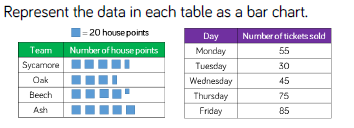 Represent the data in each table as a bar chart.
= 20 house points
Team Number of house points
Sycamore
Oak
Beech
Ash
Day Number of tickets sold
Monday 55
Tuesday 30
Wednesday 45
Thursday 75
Friday 85